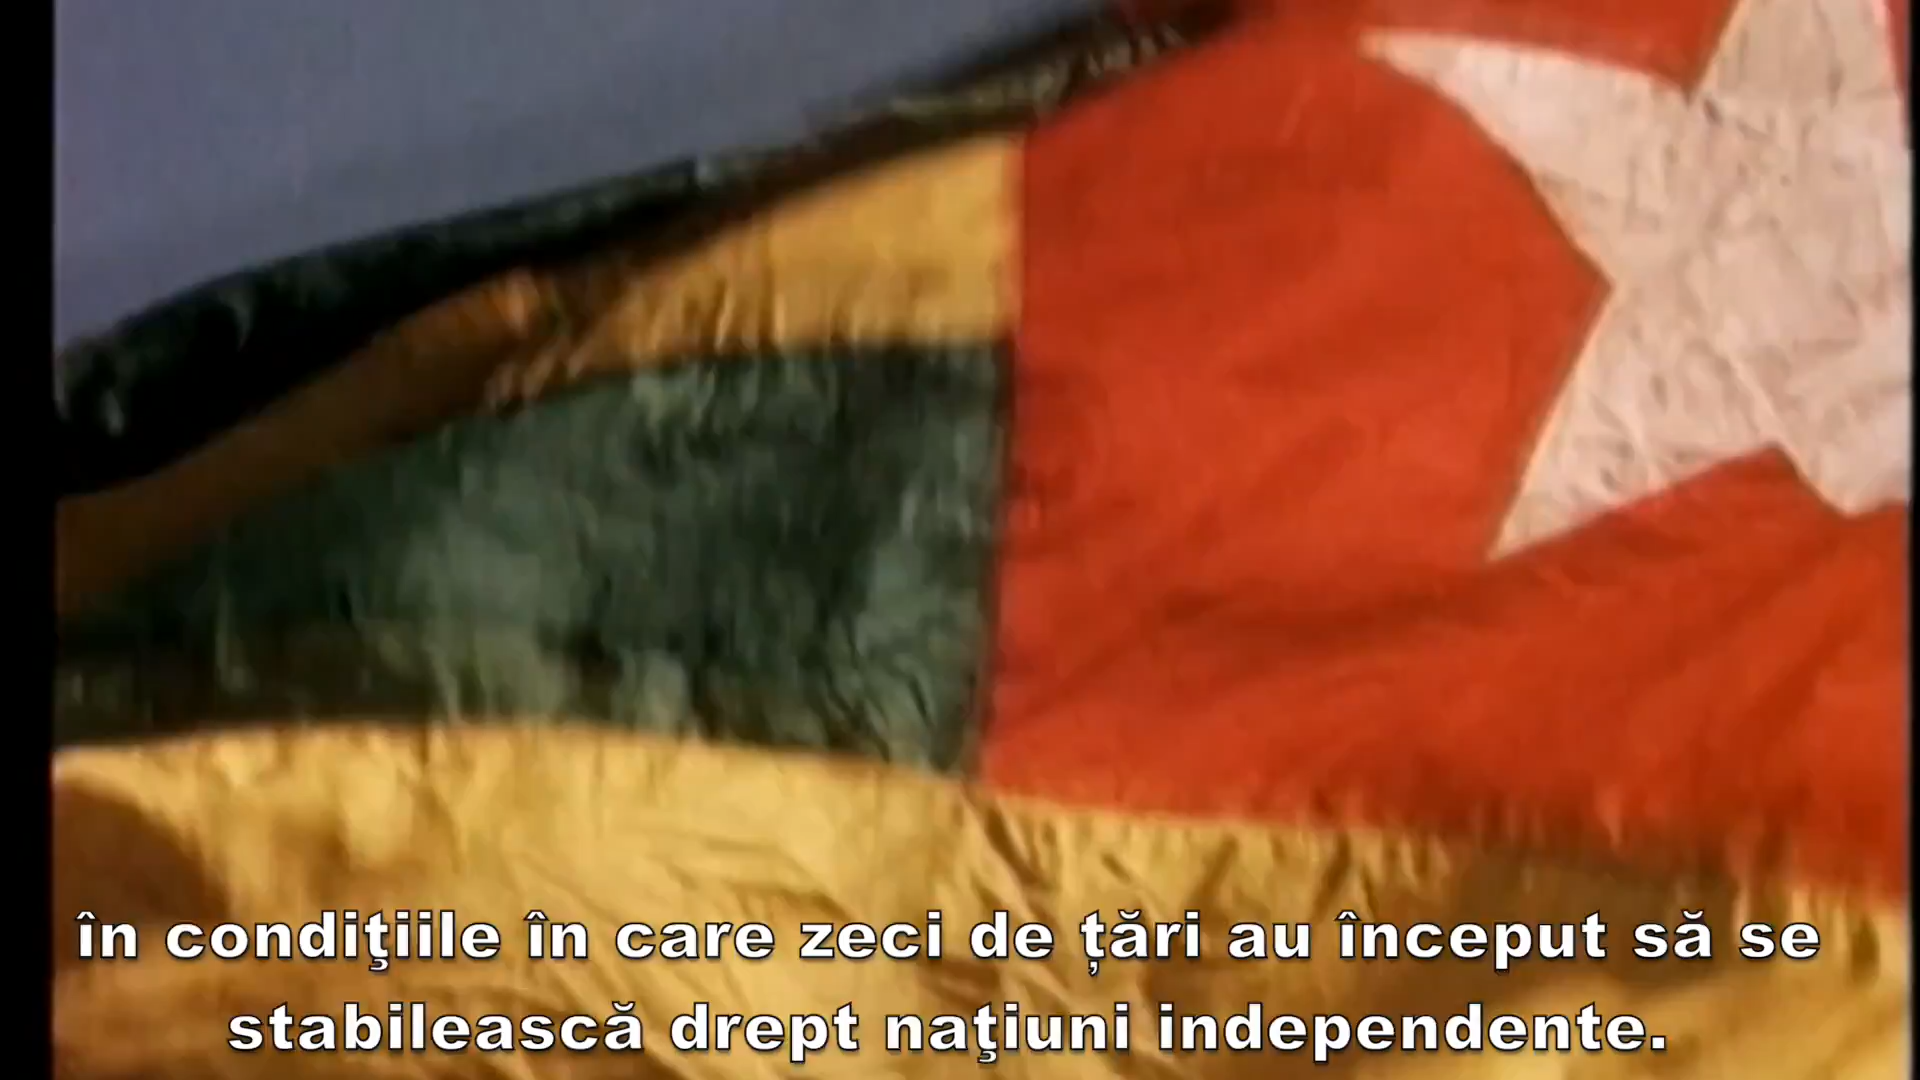 în condiţiile în care zeci de țări au început să se
stabilească drept naţiuni independente.